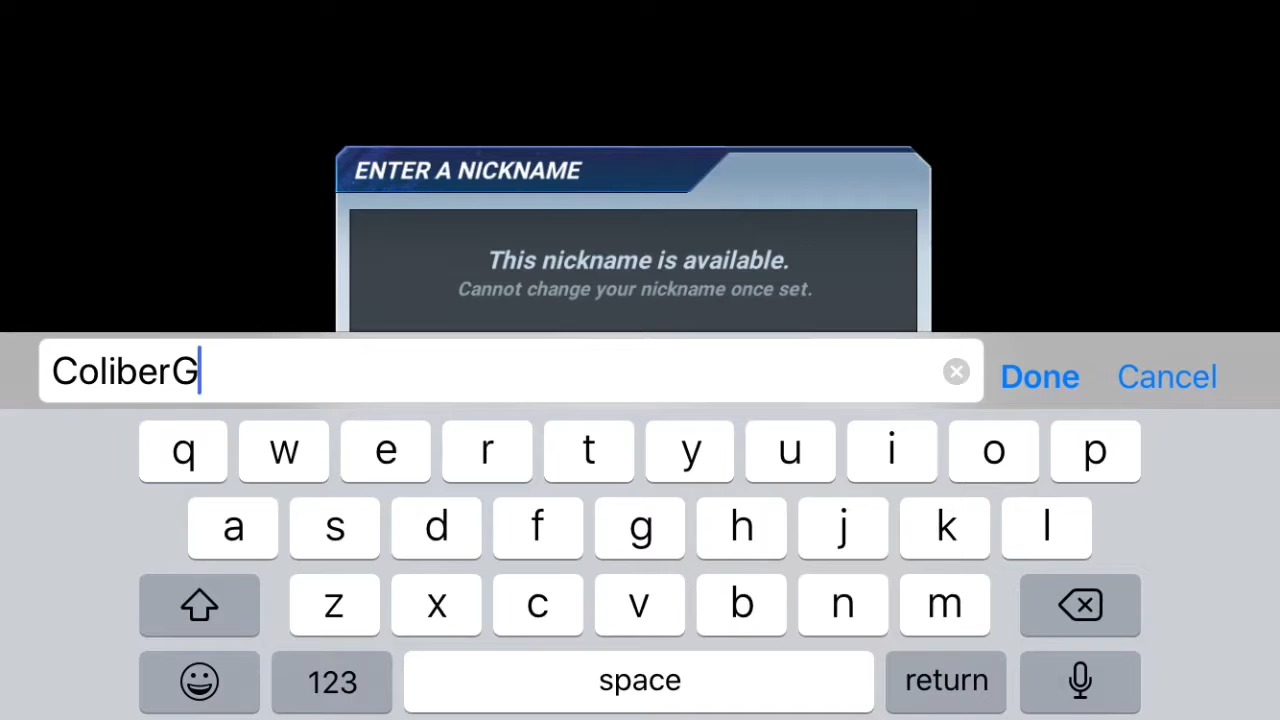 ENTER A NICKNAME
This nickname is available.
Cannot change your nickname once set.
ColiberG
Done Cancel
q w e r t y u i o p
a s d f g h j k l
z x c v b n m
123 space return